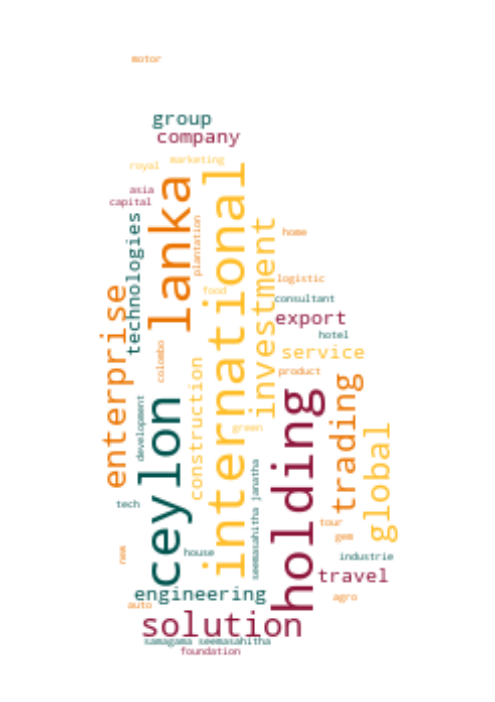 motor
group
company
royal
marketing
asia
capital
lanka
international
technologies
plantation
investment
home
food
logistic
consultant
enterprise
export
hotel
service
colombo
product
construction
trading
holding
ceylon
development
green
global
seemasahitha janatha
tech
tour
gem
new
house
industrie
travel
engineering
auto
agro
solution
samagama seemasahitha
foundation